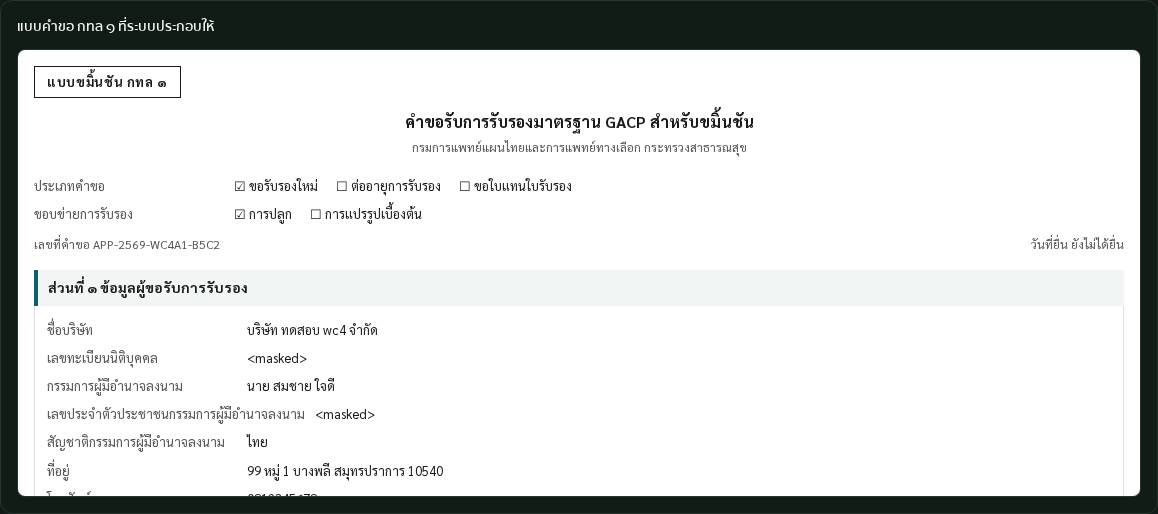 แบบคำขอ กทล ๑ ที่ระบบประกอบให้
แบบขมิ้นชัน กทล ๑
คำขอรับการรับรองมาตรฐาน GACP สำหรับขมิ้นชัน
กรมการแพทย์แผนไทยและการแพทย์ทางเลือก กระทรวงสาธารณสุข
ประเภทคำขอ ☑ ขอรับรองใหม่ ☐ ต่ออายุการรับรอง ☐ ขอใบแทนใบรับรอง
ขอบข่ายการรับรอง ☑ การปลูก ☐ การแปรรูปเบื้องต้น
เลขที่คำขอ APP-2569-WC4A1-B5C2 วันที่ยื่น ยังไม่ได้ยื่น
ส่วนที่ ๑ ข้อมูลผู้ขอรับการรับรอง
ชื่อบริษัท บริษัท ทดสอบ wc4 จำกัด
เลขทะเบียนนิติบุคคล <masked>
กรรมการผู้มีอำนาจลงนาม นาย สมชาย ใจดี
เลขประจำตัวประชาชนกรรมการผู้มีอำนาจลงนาม <masked>
สัญชาติกรรมการผู้มีอำนาจลงนาม ไทย
ที่อยู่ 99 หมู่ 1 บางพลี สมุทรปราการ 10540